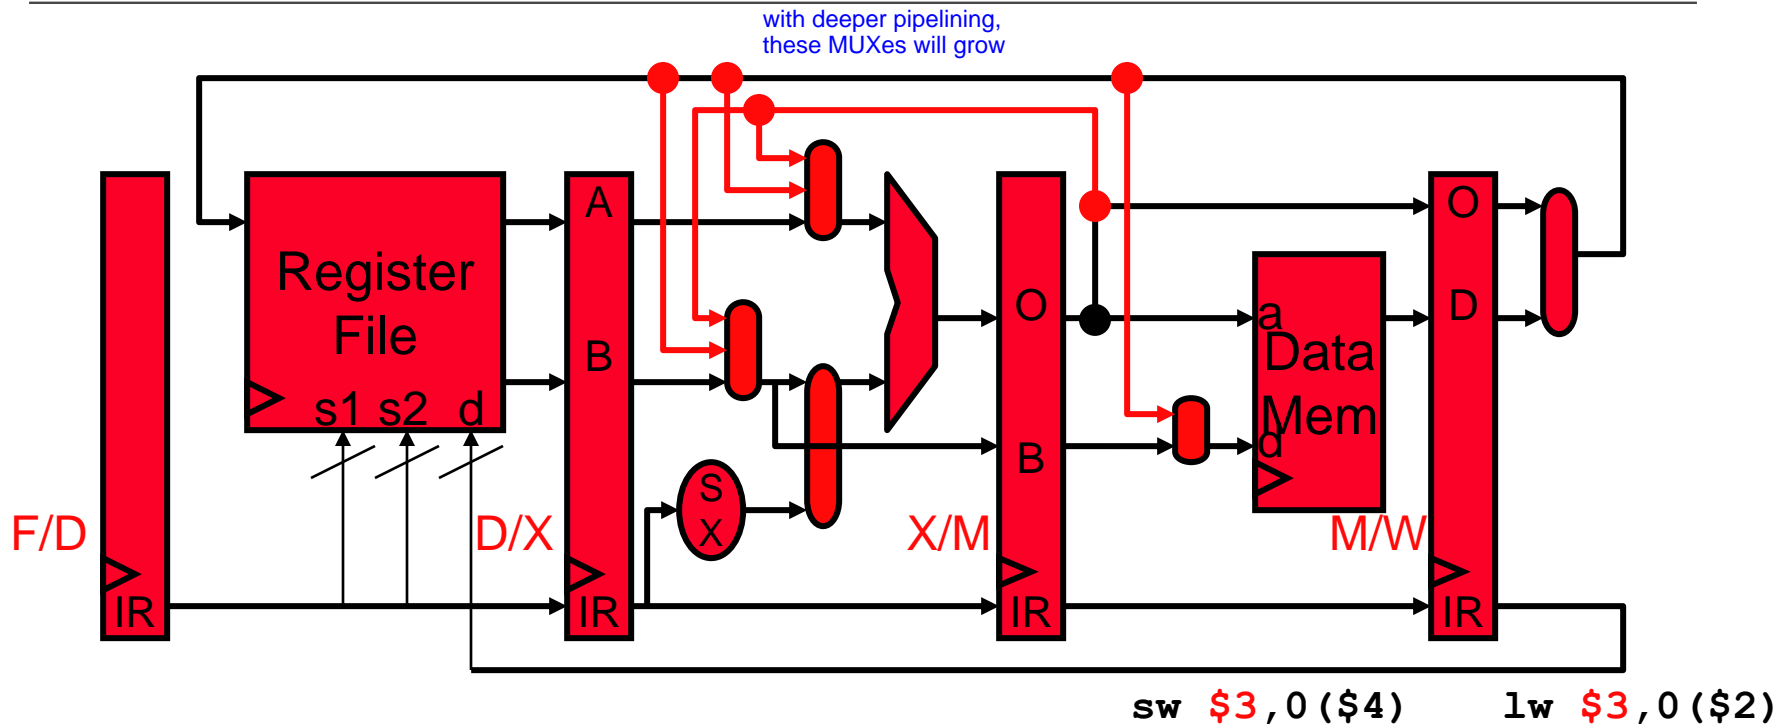 with deeper pipelining,
these MUXes will grow
A
O
Register
File
B
O
D
a
Data
Mem
d
s1 s2 d
B
S
X
F/D
D/X
X/M
M/W
IR
IR
IR
IR
sw $3,0($4)
lw $3,0($2)